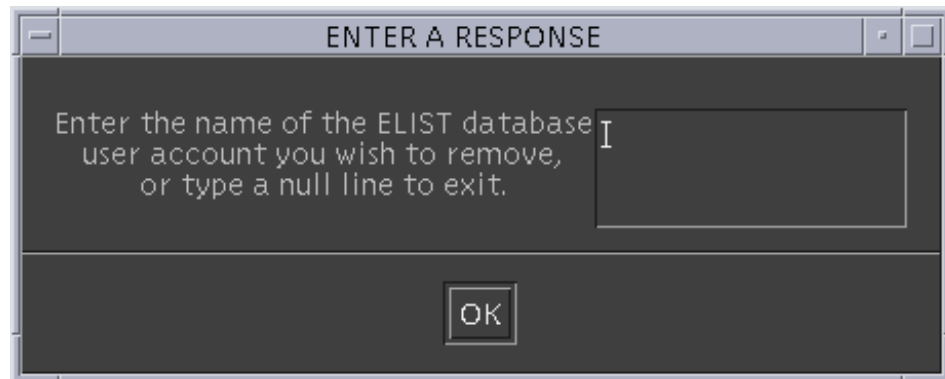 ENTER A RESPONSE
Enter the name of the ELIST database
user account you wish to remove,
or type a null line to exit.
OK